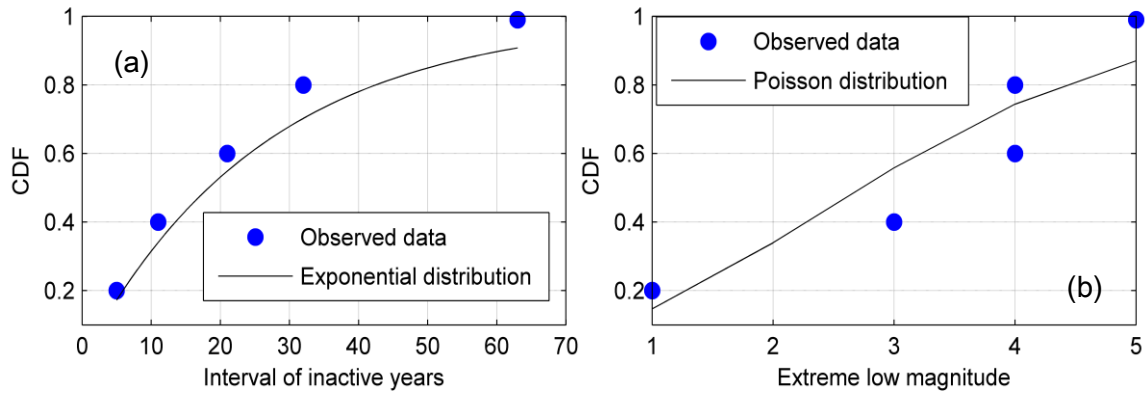 (a)
CDF
1
0.8
0.6
0.4
0.2
0 10 20 30 40 50 60 70
Interval of inactive years
Observed data
Exponential distribution
(b)
CDF
1
0.8
0.6
0.4
0.2
1 2 3 4 5
Extreme low magnitude
Observed data
Poisson distribution